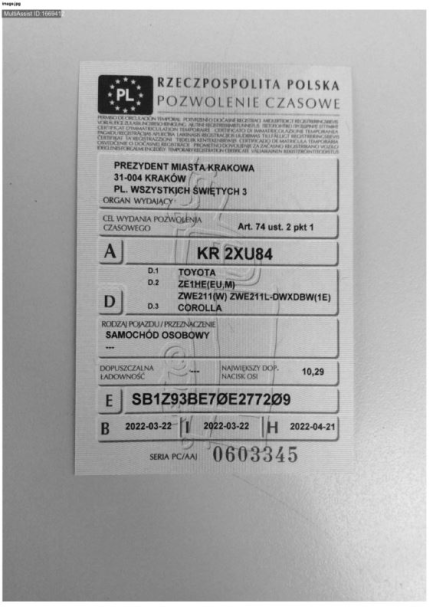 image.jpg
MultiAssist ID:166941
PL
RZECZPOSPOLITA POLSKA
POZWOLENIE CZASOWE
PREZYDENT MIASTA KRAKOWA
31-004 KRAKÓW
PL. WSZYSTKICH ŚWIĘTYCH 3
ORGAN WYDAJĄCY
CEL WYDANIA POZWOLENIA
CZASOWEGO
Art. 74 ust. 2 pkt 1
A KR 2XU84
D.1 TOYOTA
D.2 ZE1HE(EU,M)
ZWE211(W) ZWE211L-DWXDBW(1E)
D D.3 COROLLA
RODZAJ POJAZDU/PRZEZNACZENIE
SAMOCHÓD OSOBOWY
---
DOPUSZCZALNA ŁADOWNOŚĆ --- NAJWIĘKSZY DOP. NACISK OSI 10,29
E SB1Z93BE7ØE2772Ø9
B 2022-03-22 I 2022-03-22 H 2022-04-21
SERIA PC/AAJ 0603345